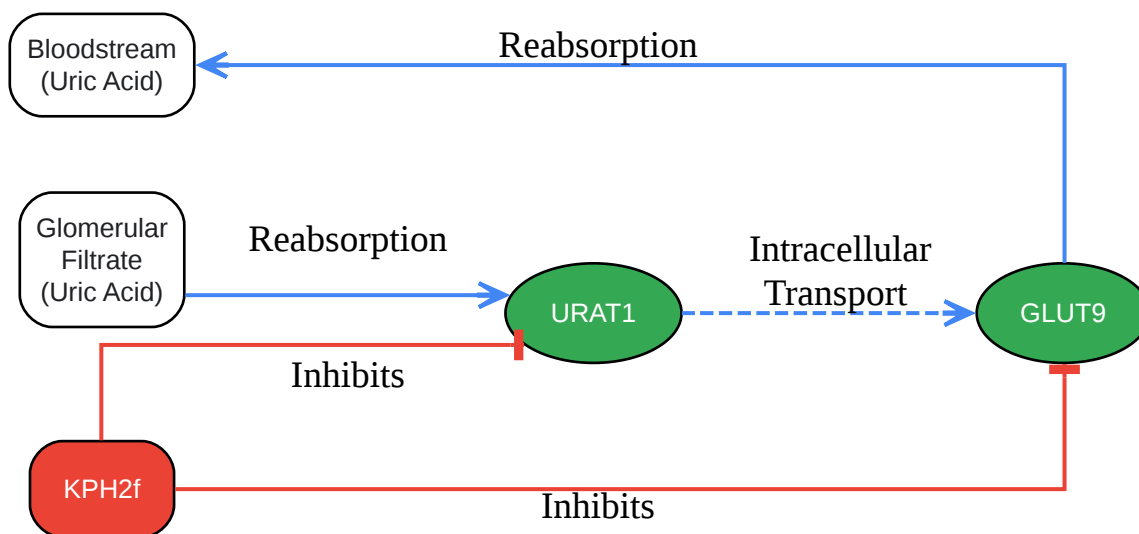 Bloodstream
(Uric Acid)
Reabsorption
Glomerular
Filtrate
(Uric Acid)
Reabsorption
URAT1
Intracellular
Transport
GLUT9
Inhibits
KPH2f
Inhibits